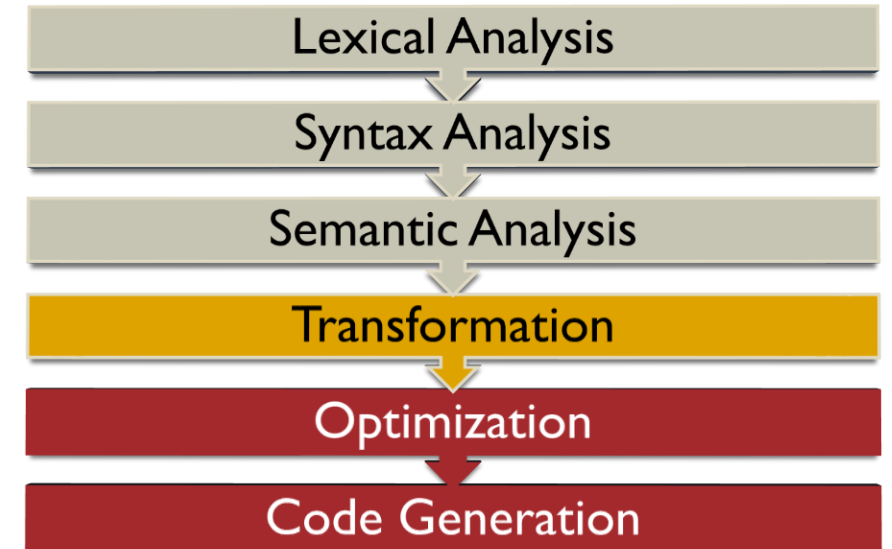 Lexical Analysis
Syntax Analysis
Semantic Analysis
Transformation
Optimization
Code Generation